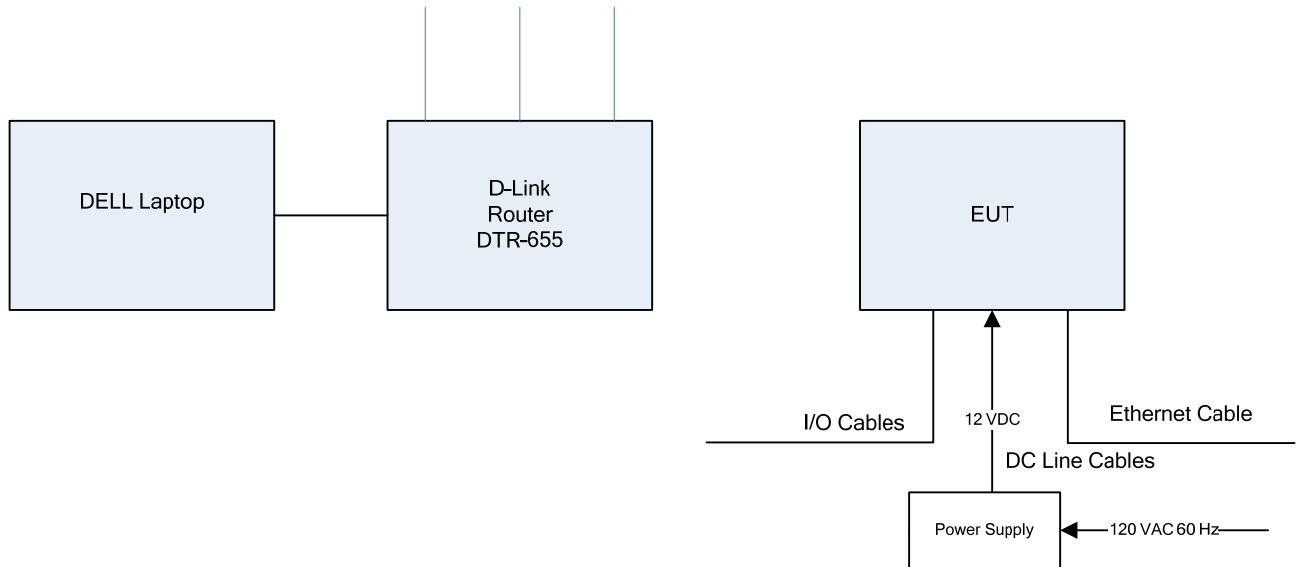 DELL Laptop
D-Link
Router
DTR-655
EUT
I/O Cables
12 VDC
Ethernet Cable
DC Line Cables
Power Supply
120 VAC 60 Hz